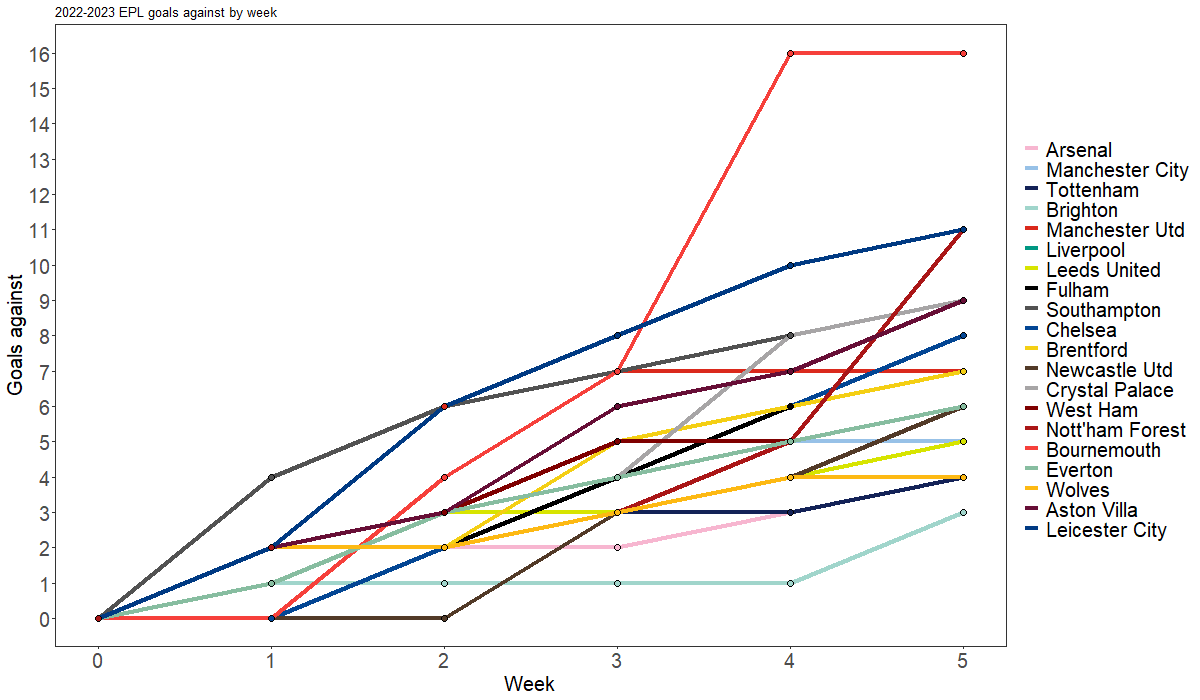 2022-2023 EPL goals against by week
16
15
14
13
12
11
10
9
8
7
6
5
4
3
2
1
0
Goals against
0 1 2 3 4 5
Week
Arsenal
Manchester City
Tottenham
Brighton
Manchester Utd
Liverpool
Leeds United
Fulham
Southampton
Chelsea
Brentford
Newcastle Utd
Crystal Palace
West Ham
Nott'ham Forest
Bournemouth
Everton
Wolves
Aston Villa
Leicester City